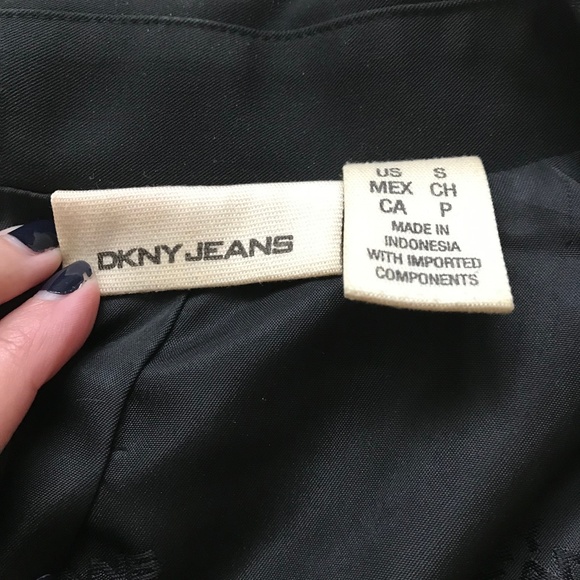 DKNY JEANS
US S
MEX CH
CA P
MADE IN
INDONESIA
WITH IMPORTED
COMPONENTS